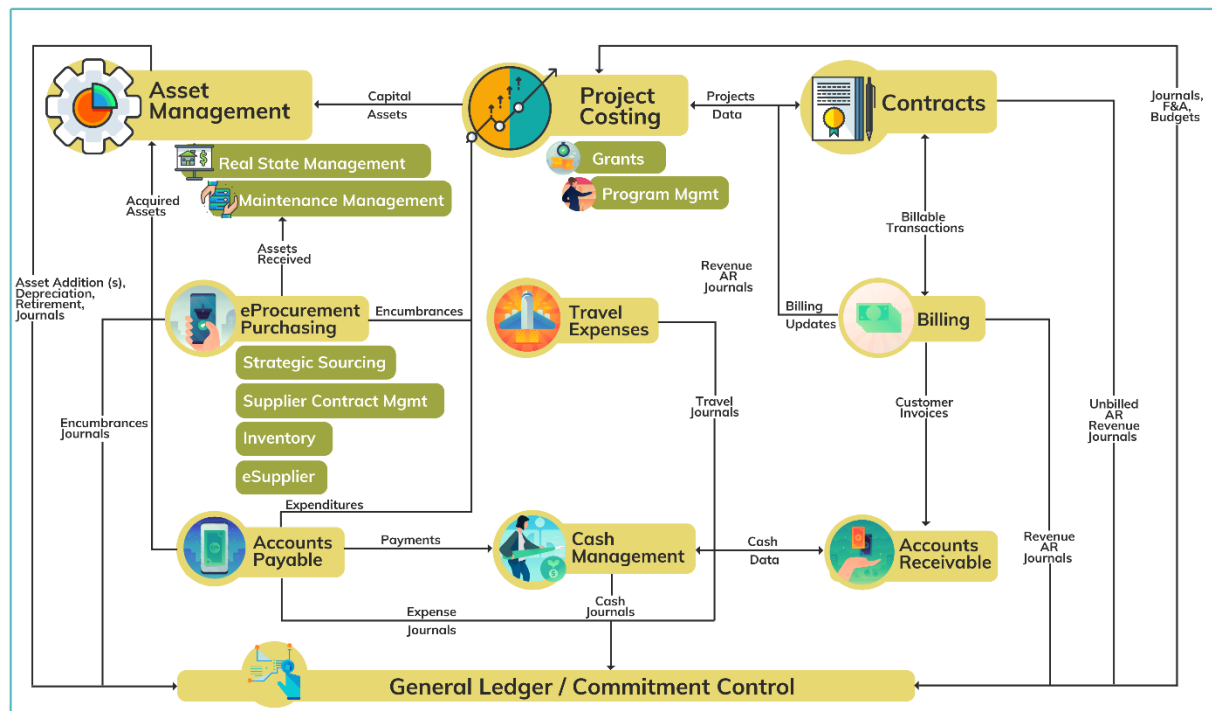 Asset
Management
Capital
Assets
Project
Costing
Projects
Data
Contracts
Journals,
F&A,
Budgets
Real State Management
Maintenance Management
Grants
Program Mgmt
Acquired
Assets
Assets
Received
Billable
Transactions
Revenue
AR
Journals
Asset Addition (s),
Depreciation,
Retirement,
Journals
eProcurement
Purchasing
Encumbrances
Travel
Expenses
Billing
Updates
Billing
Strategic Sourcing
Supplier Contract Mgmt
Inventory
eSupplier
Encumbrances
Journals
Travel
Journals
Customer
Invoices
Unbilled
AR
Revenue
Journals
Expenditures
Accounts
Payable
Payments
Cash
Management
Cash
Data
Accounts
Receivable
Revenue
AR
Journals
Expense
Journals
Cash
Journals
General Ledger / Commitment Control